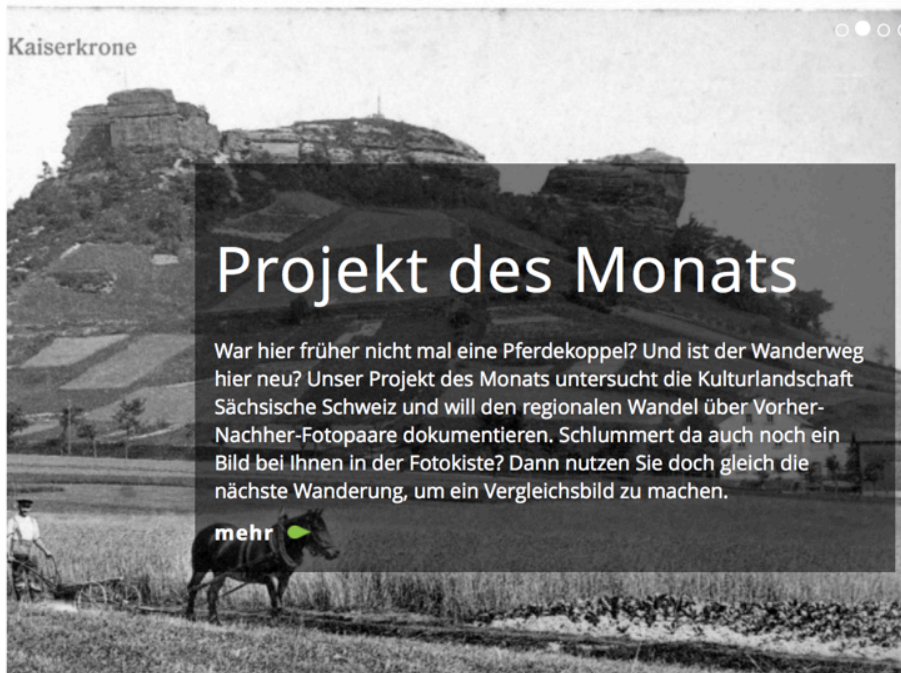 Kaiserkrone
Projekt des Monats
War hier früher nicht mal eine Pferdekoppel? Und ist der Wanderweg
hier neu? Unser Projekt des Monats untersucht die Kulturlandschaft
Sächsische Schweiz und will den regionalen Wandel über Vorher-
Nachher-Fotopaare dokumentieren. Schlummert da auch noch ein
Bild bei Ihnen in der Fotokiste? Dann nutzen Sie doch gleich die
nächste Wanderung, um ein Vergleichsbild zu machen.
mehr